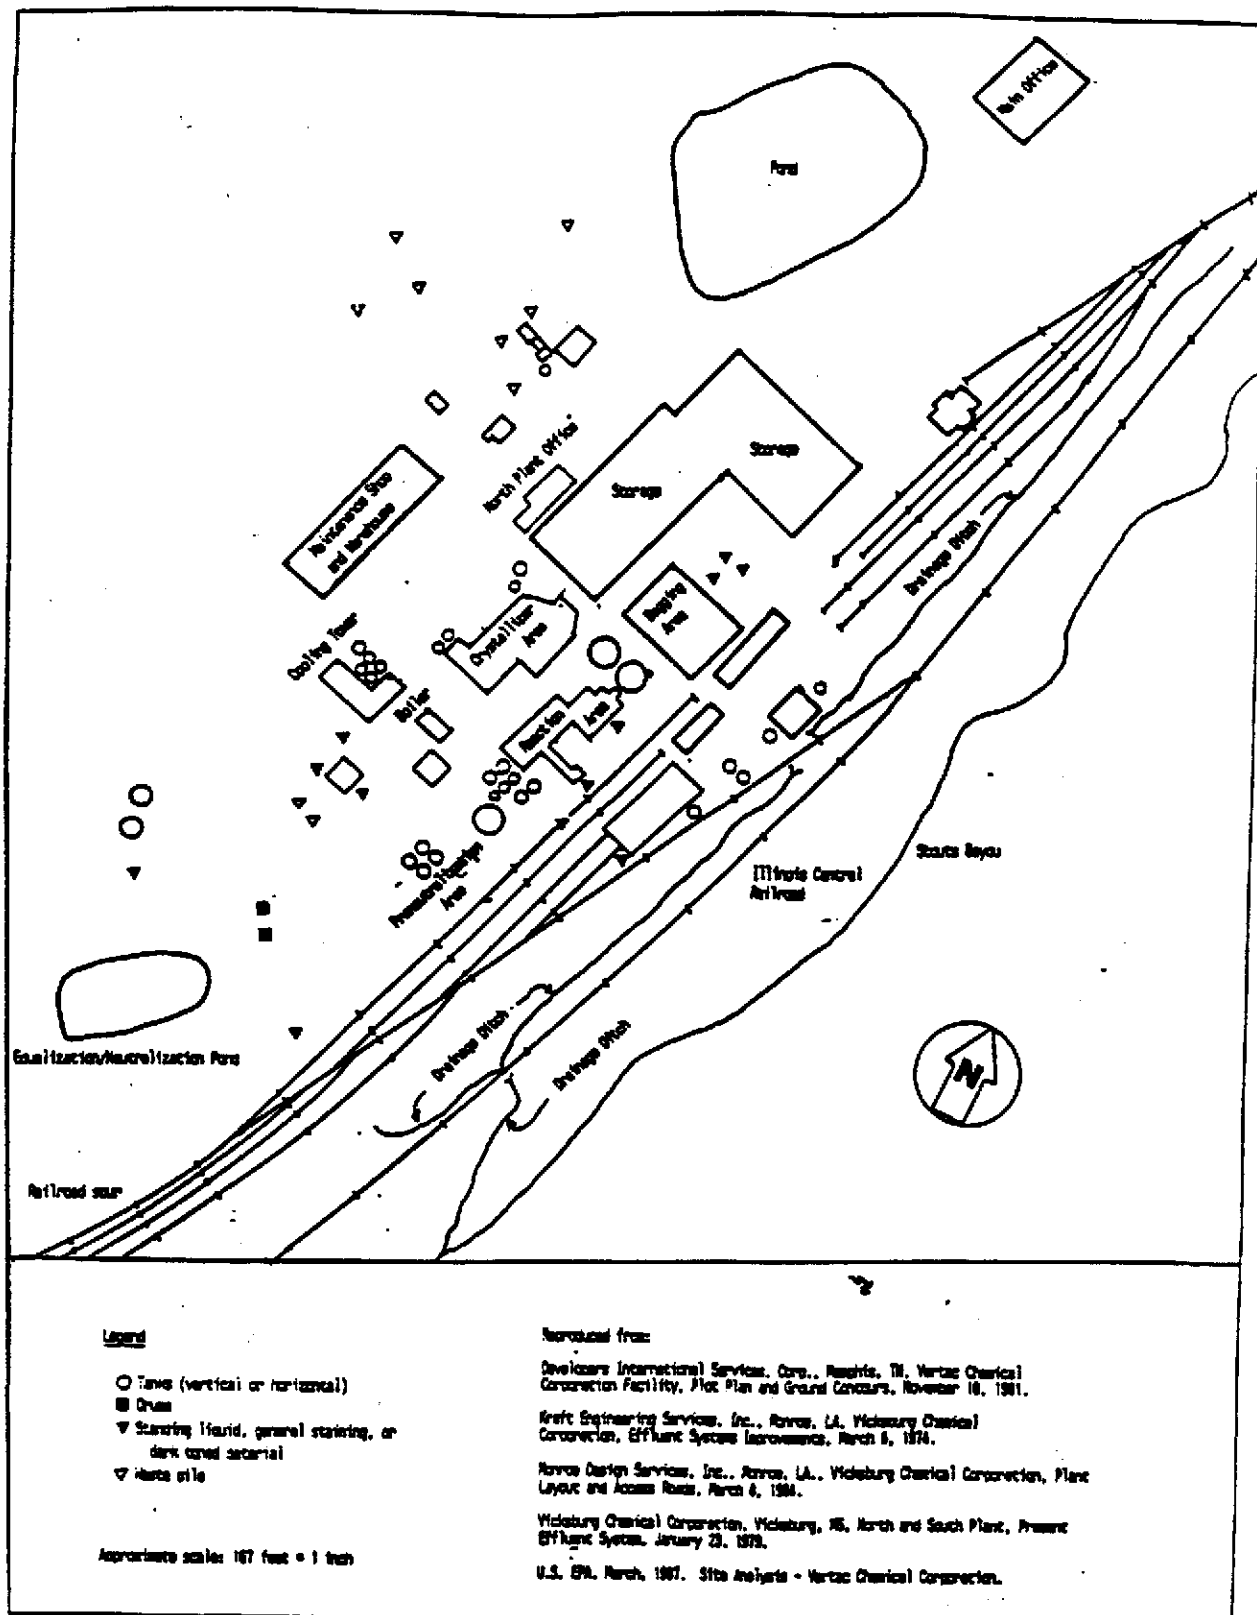 Main Office
Pond
North Plant Office
Storage
Storage
Maintenance Shop
and Warehouse
Drainage Ditch
Bagging
Area
Crystallizer
Area
Cooling Tower
Boiler
Reaction
Area
Preneutralization
Area
Stouts Bayou
Illinois Central
Railroad
Drainage Ditch
Drainage Ditch
N
Equalization/Neutralization Pond
Railroad spur
Legend
Tanks (vertical or horizontal)
Drums
Standing liquid, general staining, or
dark toned material
Waste pile
Approximate scale: 167 feet = 1 inch
Reproduced from:
Developers International Services, Corp., Memphis, TN, Vertac Chemical
Corporation Facility, Plot Plan and Ground Contours, November 18, 1981.
Kraft Engineering Services, Inc., Monroe, LA, Vicksburg Chemical
Corporation, Effluent Systems Improvements, March 6, 1974.
Monroe Design Services, Inc., Monroe, LA., Vicksburg Chemical Corporation, Plant
Layout and Access Roads, March 6, 1984.
Vicksburg Chemical Corporation, Vicksburg, MS, North and South Plant, Present
Effluent System, January 23, 1979.
U.S. EPA, March, 1987. Site Analysis - Vertac Chemical Corporation.